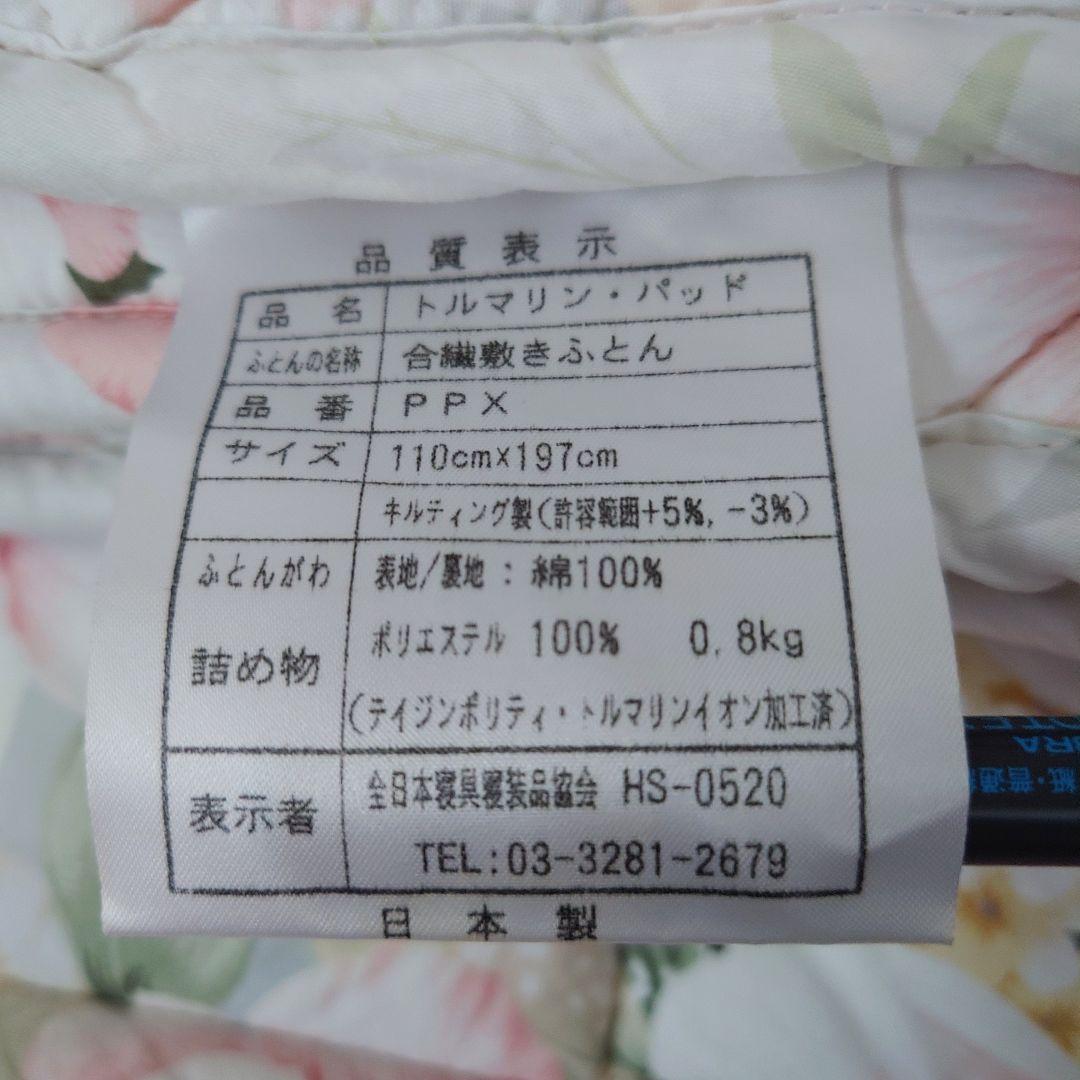 品質表示
品名 トルマリン・パッド
ふとんの名称 合繊敷きふとん
品番 PPX
サイズ 110cm×197cm
キルティング製(許容範囲+5%, -3%)
ふとんがわ 表地/裏地：綿100%
詰め物 ポリエステル 100% 0.8kg
(テイジンポリティ・トルマリンイオン加工済)
表示者 全日本寝具寝装品協会 HS-0520
TEL:03-3281-2679
日本製
紙・普通